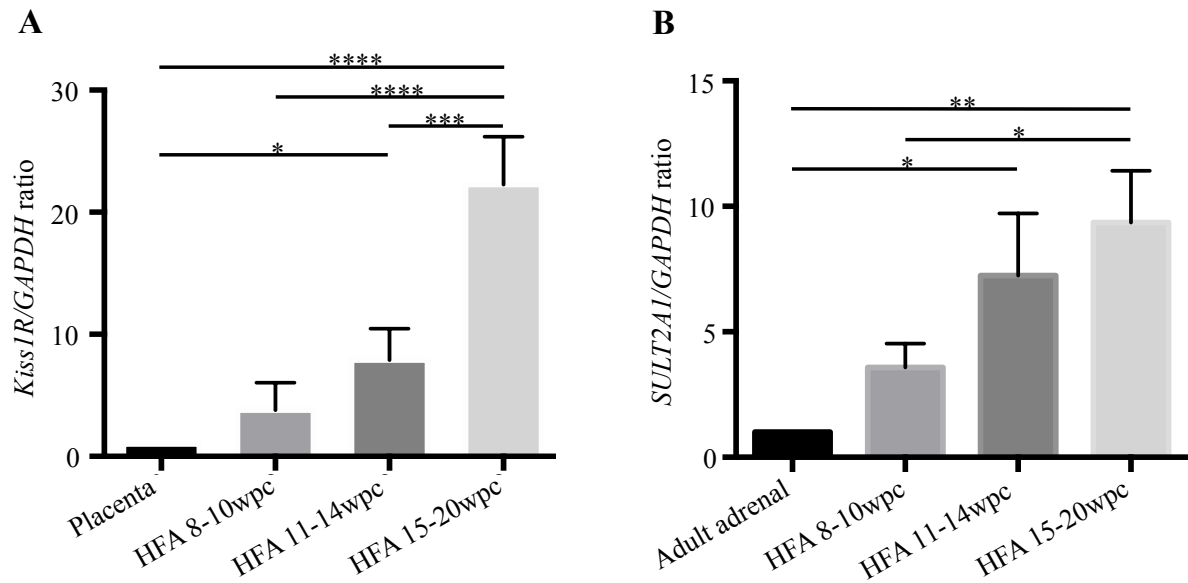 A
****
****
***
*
30
20
10
0
Kiss1R/GAPDH ratio
Placenta
HFA 8-10wpc
HFA 11-14wpc
HFA 15-20wpc
B
**
*
*
15
10
5
0
SULT2A1/GAPDH ratio
Adult adrenal
HFA 8-10wpc
HFA 11-14wpc
HFA 15-20wpc